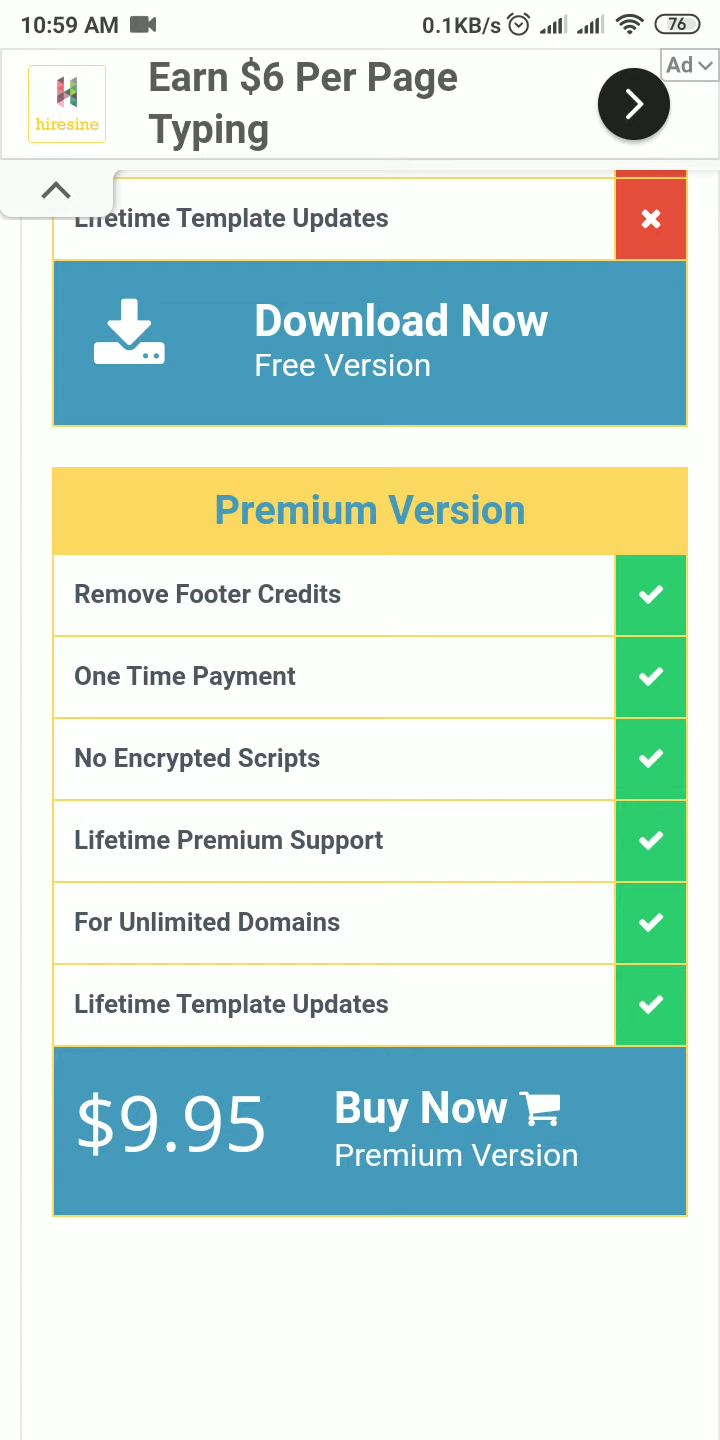 10:59 AM
0.1KB/s
76
Ad
Earn $6 Per Page
Typing
hiresine
Lifetime Template Updates
Download Now
Free Version
Premium Version
Remove Footer Credits
One Time Payment
No Encrypted Scripts
Lifetime Premium Support
For Unlimited Domains
Lifetime Template Updates
$9.95
Buy Now
Premium Version